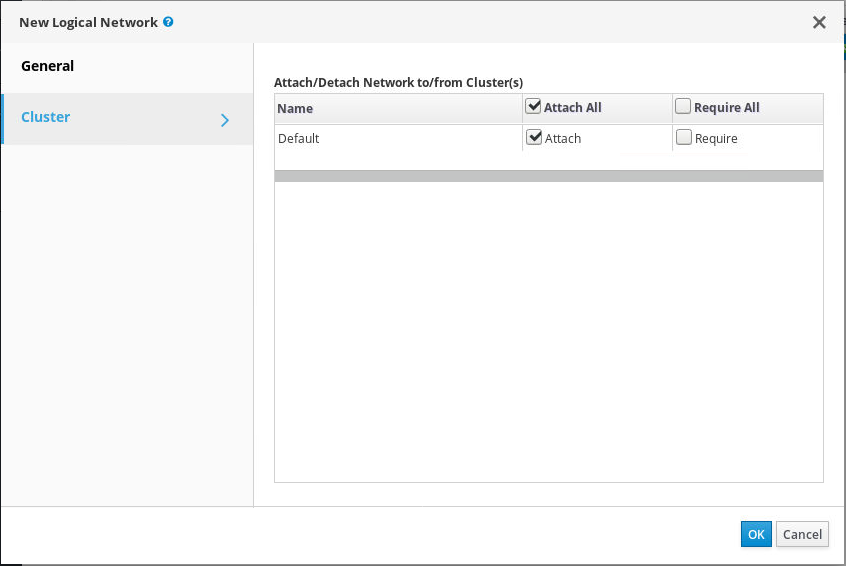 New Logical Network ?
General
Cluster
Attach/Detach Network to/from Cluster(s)
Name Attach All Require All
Default Attach Require
OK Cancel